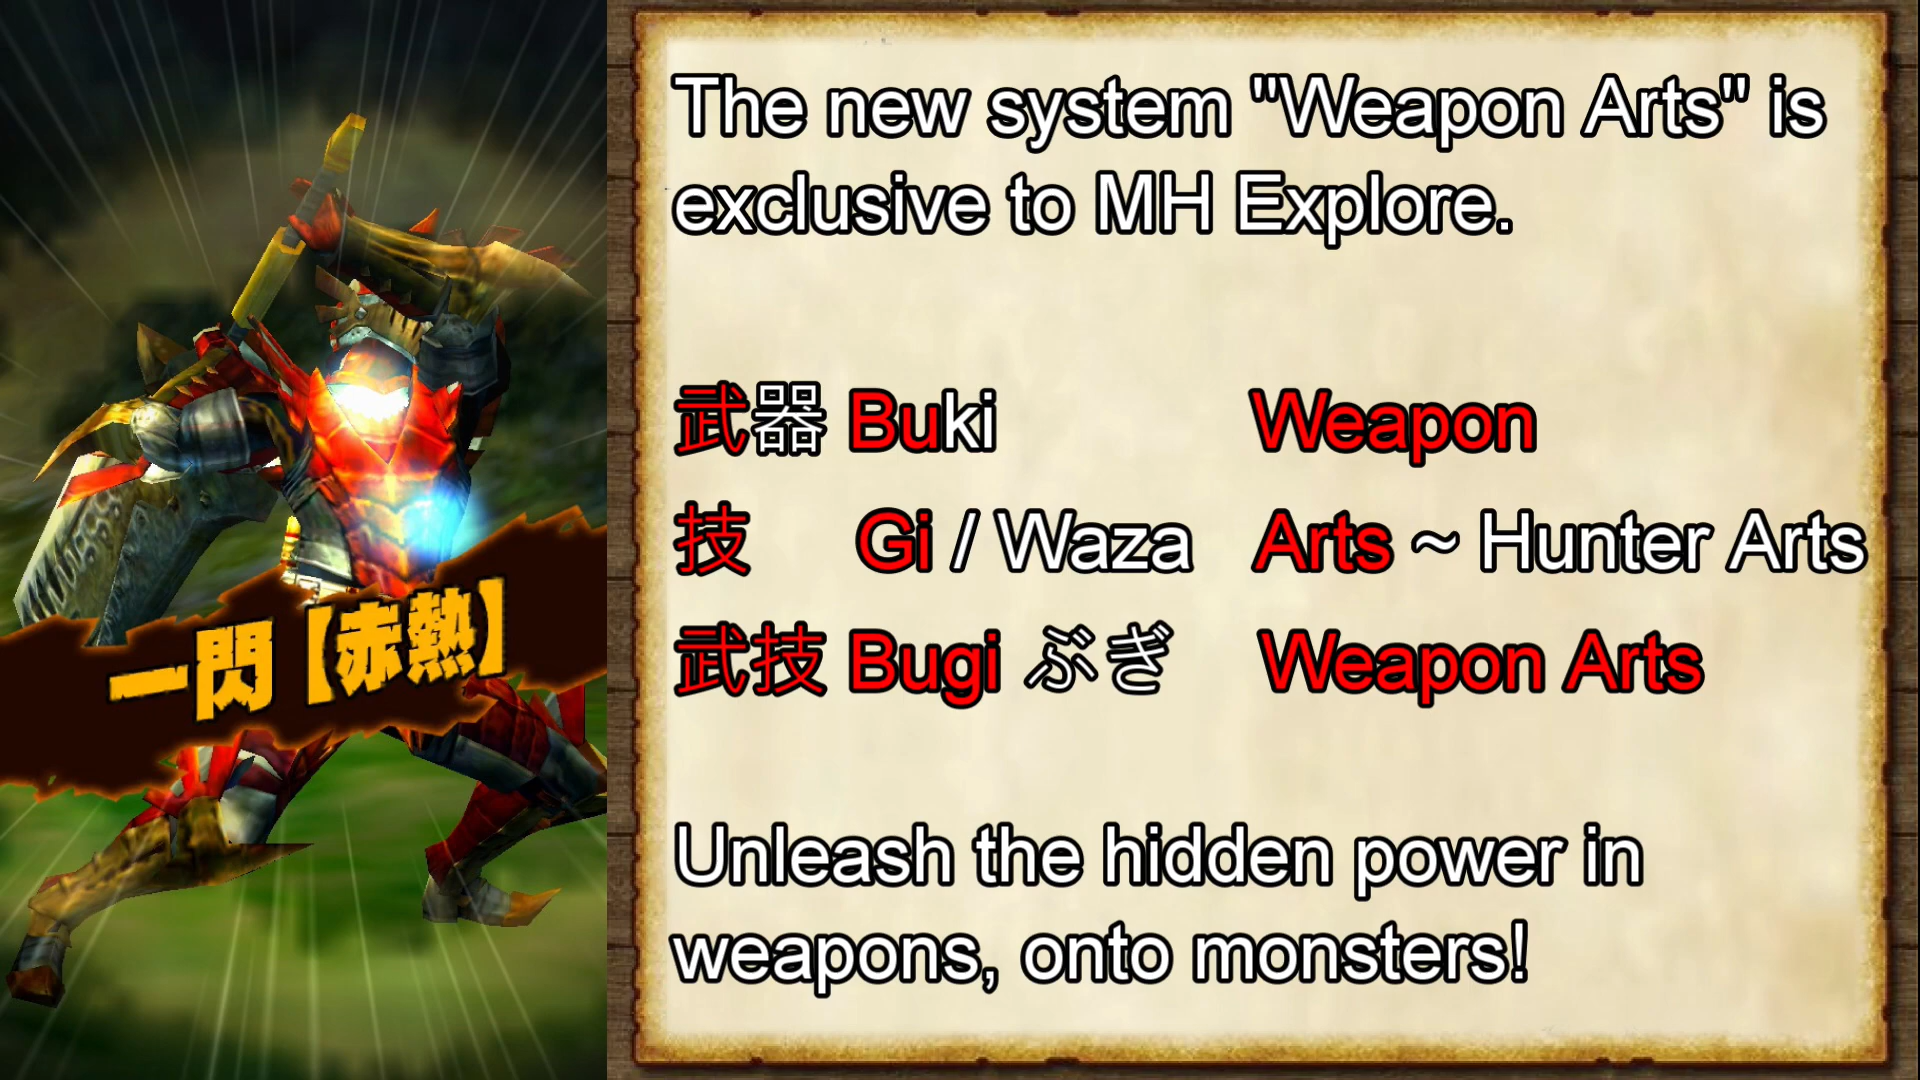 一閃【赤熱】
The new system "Weapon Arts" is
exclusive to MH Explore.
武器 Buki Weapon
技 Gi / Waza Arts ~ Hunter Arts
武技 Bugi ぶぎ Weapon Arts
Unleash the hidden power in
weapons, onto monsters!